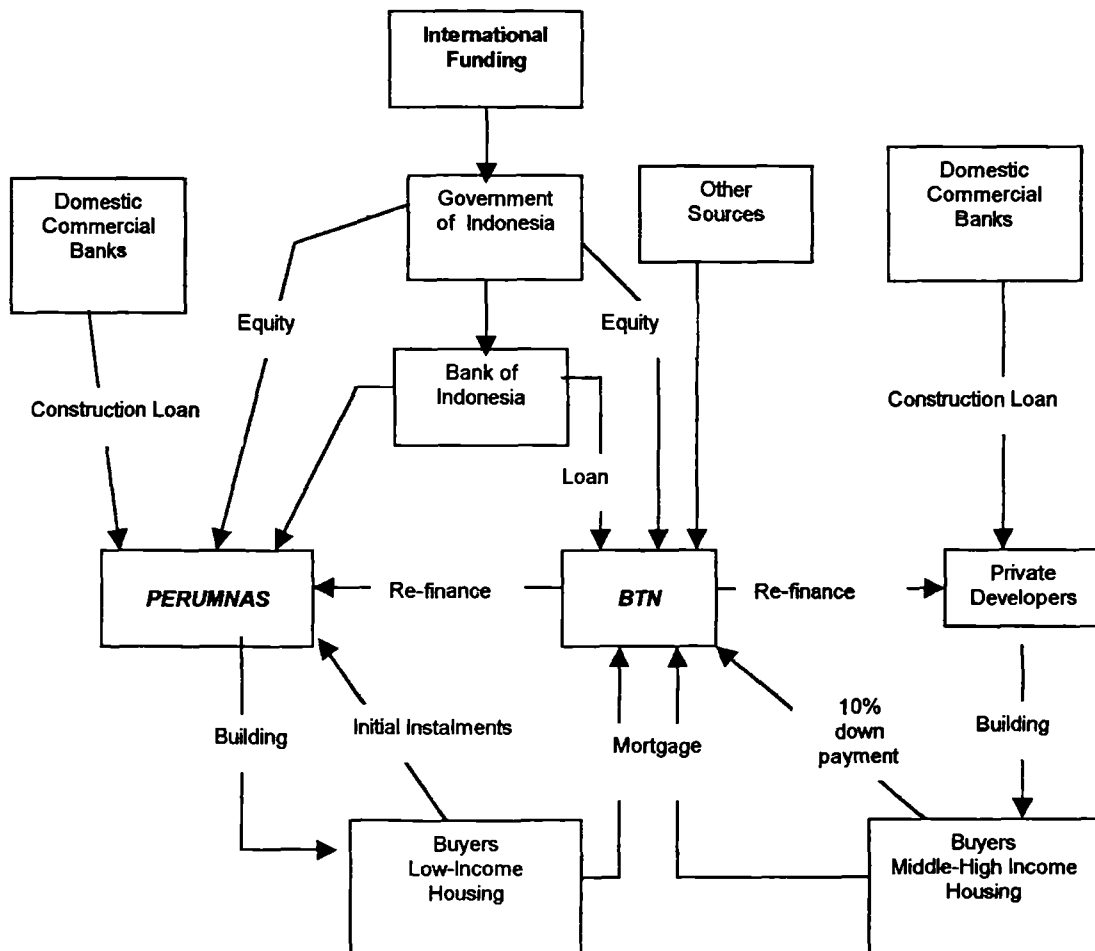 International
Funding
Domestic
Commercial
Banks
Government
of Indonesia
Other
Sources
Domestic
Commercial
Banks
Equity
Equity
Bank of
Indonesia
Construction Loan
Construction Loan
Loan
PERUMNAS
Re-finance
BTN
Re-finance
Private
Developers
Building
Initial Instalments
Mortgage
10%
down
payment
Building
Buyers
Low-Income
Housing
Buyers
Middle-High Income
Housing